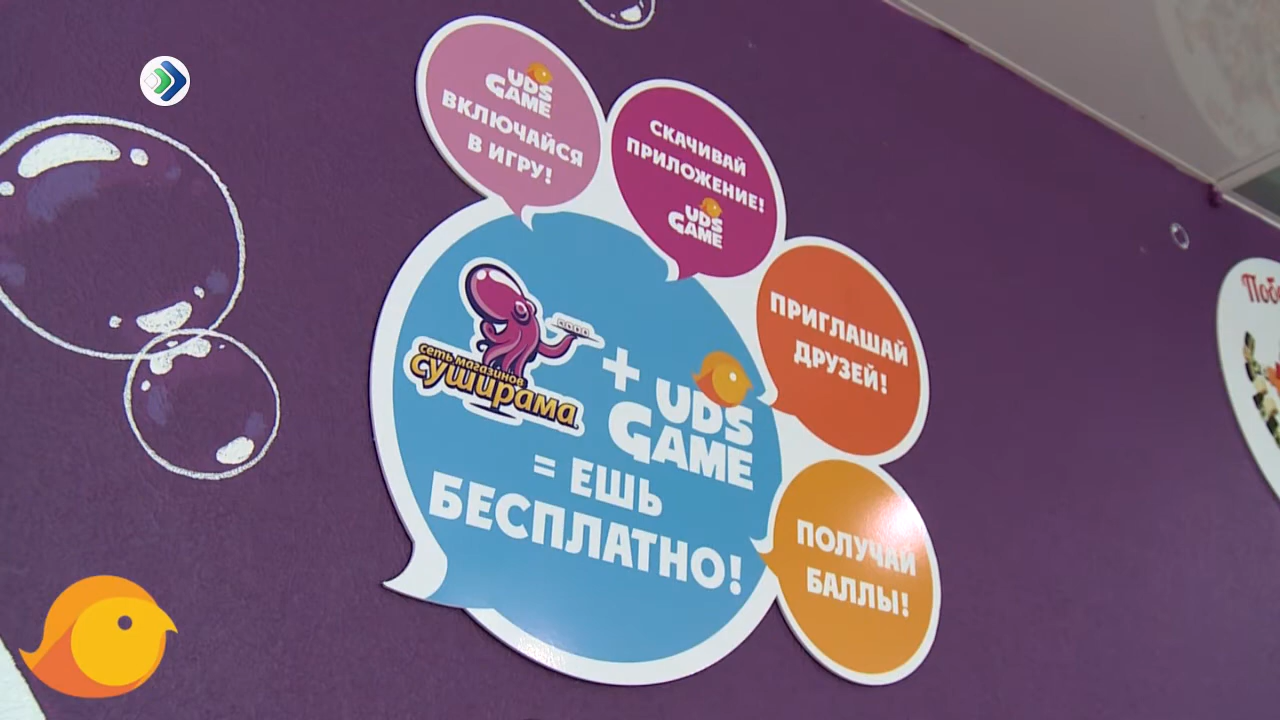 UDS
GAME
ВКЛЮЧАЙСЯ
В ИГРУ!
СКАЧИВАЙ
ПРИЛОЖЕНИЕ!
UDS
GAME
ПРИГЛАШАЙ
ДРУЗЕЙ!
ПОЛУЧАЙ
БАЛЛЫ!
сеть магазинов
суширама
+ UDS
GAME
= ЕШЬ
БЕСПЛАТНО!